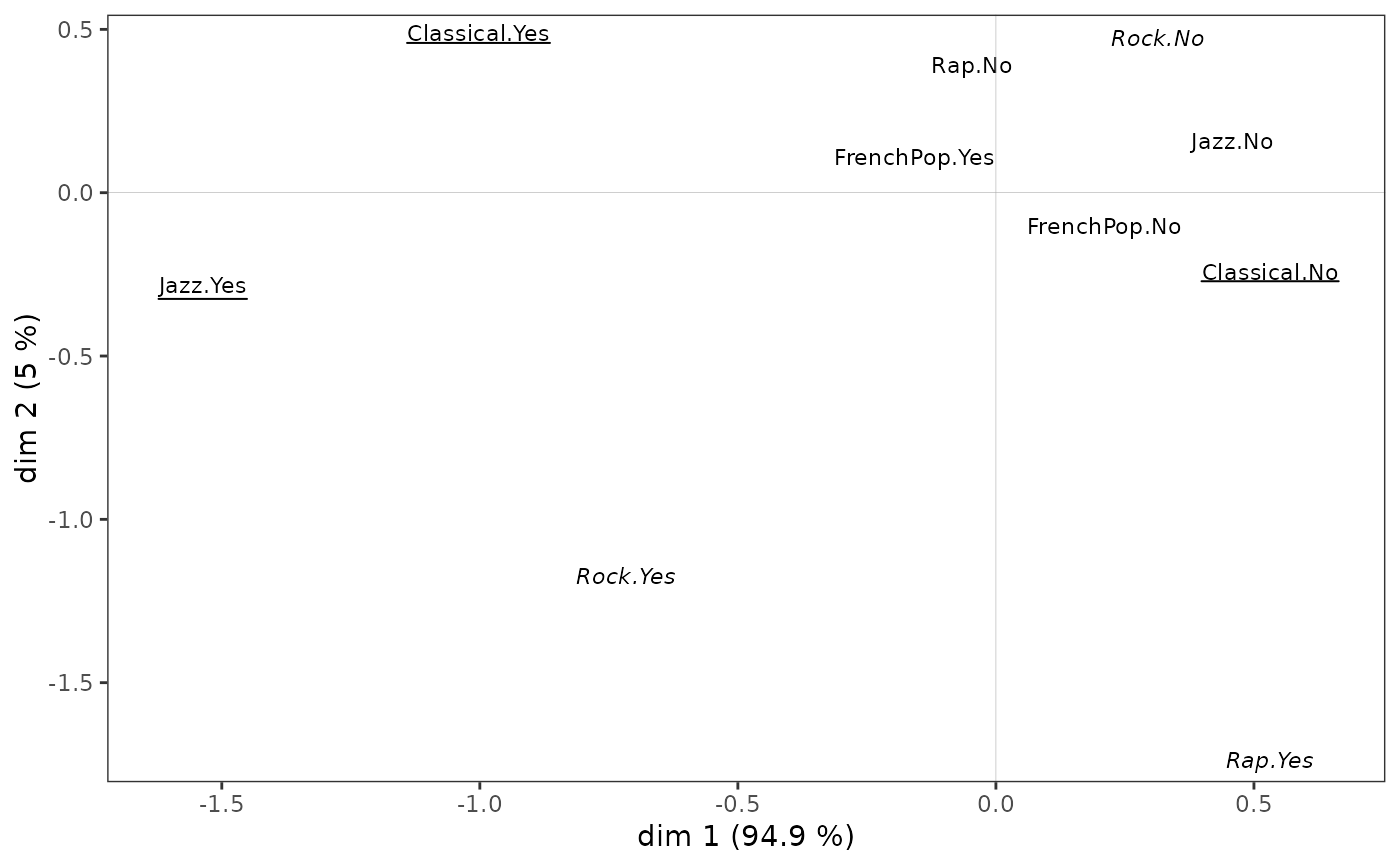 0.5
Classical.Yes
Rock.No
Rap.No
Jazz.No
FrenchPop.Yes
0.0
FrenchPop.No
Classical.No
Jazz.Yes
-0.5
dim 2 (5 %)
-1.0
Rock.Yes
-1.5
Rap.Yes
-1.5 -1.0 -0.5 0.0 0.5
dim 1 (94.9 %)